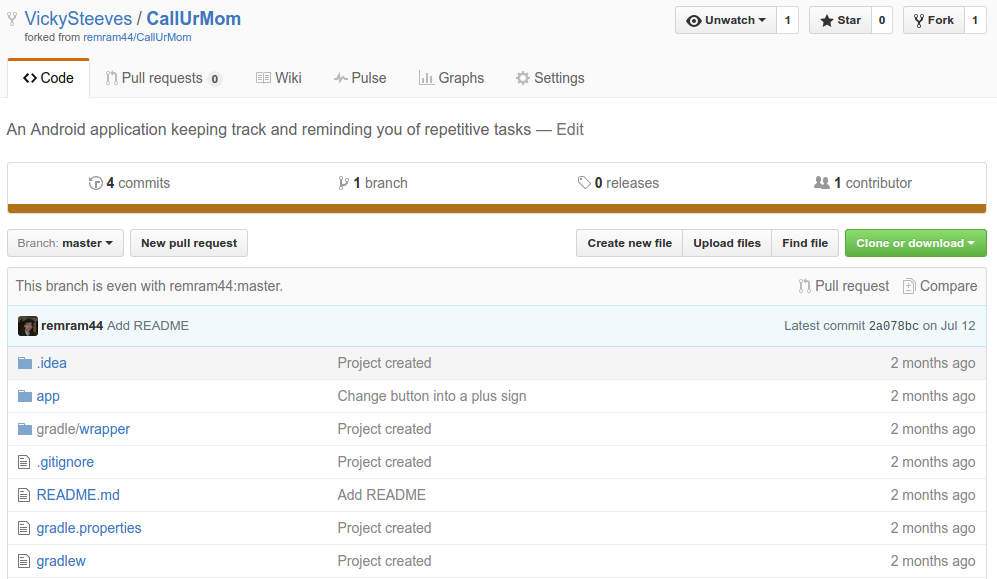 VickySteeves / CallUrMom
Unwatch 1 Star 0 Fork 1
forked from remram44/CallUrMom
Code Pull requests 0 Wiki Pulse Graphs Settings
An Android application keeping track and reminding you of repetitive tasks — Edit
4 commits 1 branch 0 releases 1 contributor
Branch: master New pull request Create new file Upload files Find file Clone or download
This branch is even with remram44:master. Pull request Compare
remram44 Add README Latest commit 2a078bc on Jul 12
.idea Project created 2 months ago
app Change button into a plus sign 2 months ago
gradle/wrapper Project created 2 months ago
.gitignore Project created 2 months ago
README.md Add README 2 months ago
gradle.properties Project created 2 months ago
gradlew Project created 2 months ago